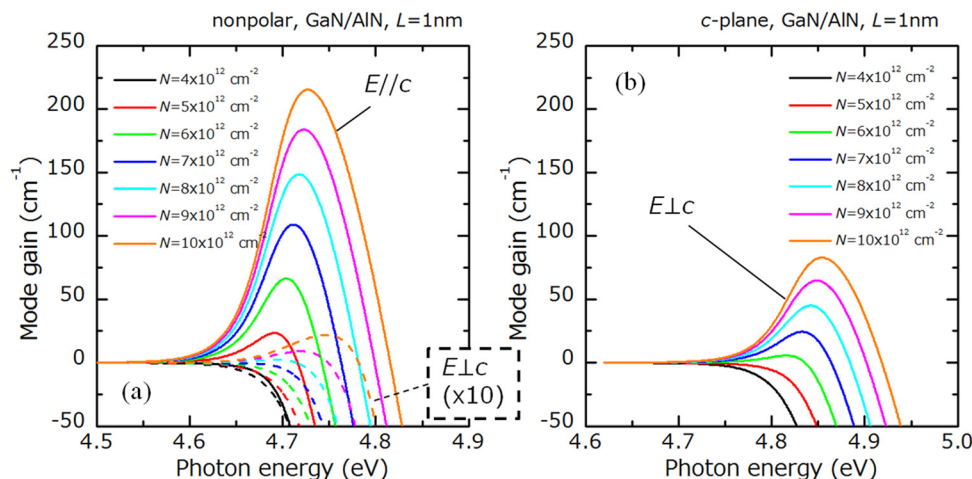 nonpolar, GaN/AlN, L=1nm
250
200
150
100
50
0
-50
Mode gain (cm⁻¹)
N=4x10¹² cm⁻²
N=5x10¹² cm⁻²
N=6x10¹² cm⁻²
N=7x10¹² cm⁻²
N=8x10¹² cm⁻²
N=9x10¹² cm⁻²
N=10x10¹² cm⁻²
E//c
E⊥c
(x10)
(a)
4.5 4.6 4.7 4.8 4.9
Photon energy (eV)
c-plane, GaN/AlN, L=1nm
250
200
150
100
50
0
-50
Mode gain (cm⁻¹)
(b)
N=4x10¹² cm⁻²
N=5x10¹² cm⁻²
N=6x10¹² cm⁻²
N=7x10¹² cm⁻²
N=8x10¹² cm⁻²
N=9x10¹² cm⁻²
N=10x10¹² cm⁻²
E⊥c
4.6 4.7 4.8 4.9 5.0
Photon energy (eV)